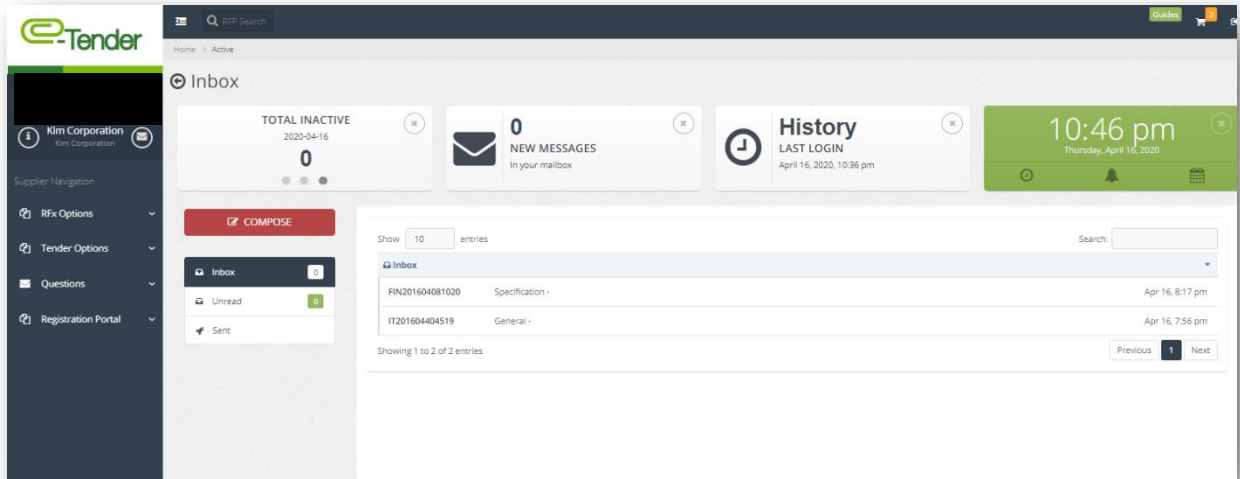 e-Tender
RFP Search
Guides
2
Home > Active
Inbox
Kim Corporation
Kim Corporation
Supplier Navigation
RFx Options
Tender Options
Questions
Registration Portal
TOTAL INACTIVE
2020-04-16
0
0
NEW MESSAGES
In your mailbox
History
LAST LOGIN
April 16, 2020, 10:36 pm
10:46 pm
Thursday, April 16, 2020
COMPOSE
Inbox 0
Unread 0
Sent
Show 10 entries
Search:
Inbox
FIN201604081020 Specification - Apr 16, 8:17 pm
IT201604404519 General - Apr 16, 7:56 pm
Showing 1 to 2 of 2 entries
Previous 1 Next